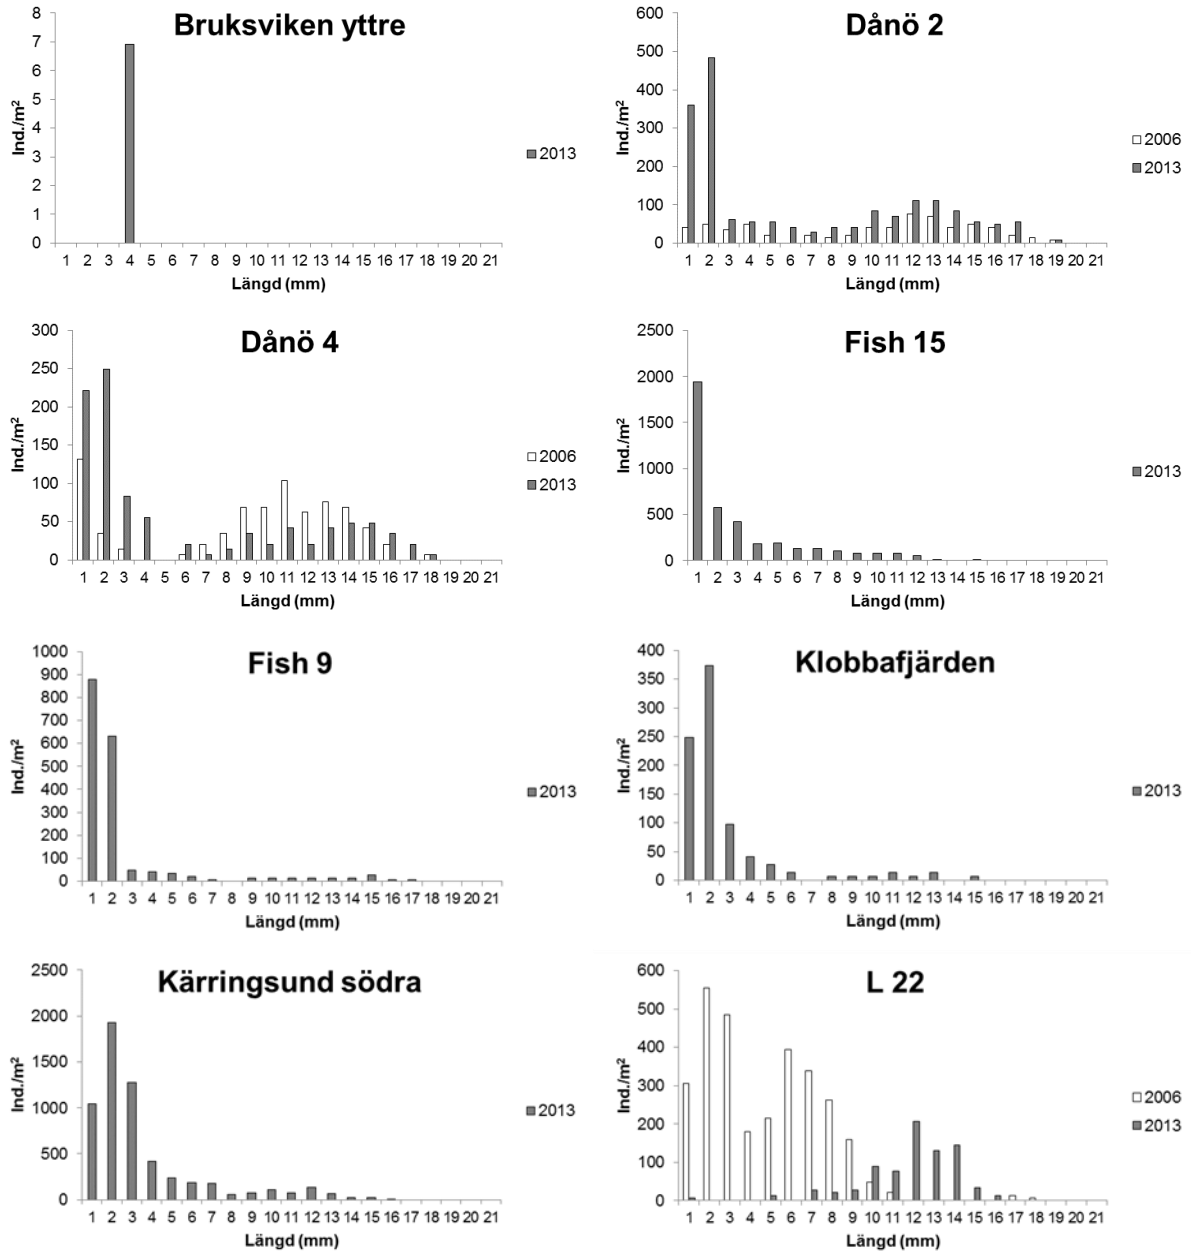 Bruksviken yttre
8
7
6
5
4
3
2
1
0
Ind./m²
1 2 3 4 5 6 7 8 9 10 11 12 13 14 15 16 17 18 19 20 21
Längd (mm)
2013
Dånö 2
600
500
400
300
200
100
0
Ind./m²
1 2 3 4 5 6 7 8 9 10 11 12 13 14 15 16 17 18 19 20 21
Längd (mm)
2006
2013
Dånö 4
300
250
200
150
100
50
0
Ind./m²
1 2 3 4 5 6 7 8 9 10 11 12 13 14 15 16 17 18 19 20 21
Längd (mm)
2006
2013
Fish 15
2500
2000
1500
1000
500
0
Ind./m²
1 2 3 4 5 6 7 8 9 10 11 12 13 14 15 16 17 18 19 20 21
Längd (mm)
2013
Fish 9
1000
900
800
700
600
500
400
300
200
100
0
Ind./m²
1 2 3 4 5 6 7 8 9 10 11 12 13 14 15 16 17 18 19 20 21
Längd (mm)
2013
Klobbafjärden
400
350
300
250
200
150
100
50
0
Ind./m²
1 2 3 4 5 6 7 8 9 10 11 12 13 14 15 16 17 18 19 20 21
Längd (mm)
2013
Kärringsund södra
2500
2000
1500
1000
500
0
Ind./m²
1 2 3 4 5 6 7 8 9 10 11 12 13 14 15 16 17 18 19 20 21
Längd (mm)
2013
L 22
600
500
400
300
200
100
0
Ind./m²
1 2 3 4 5 6 7 8 9 10 11 12 13 14 15 16 17 18 19 20 21
Längd (mm)
2006
2013